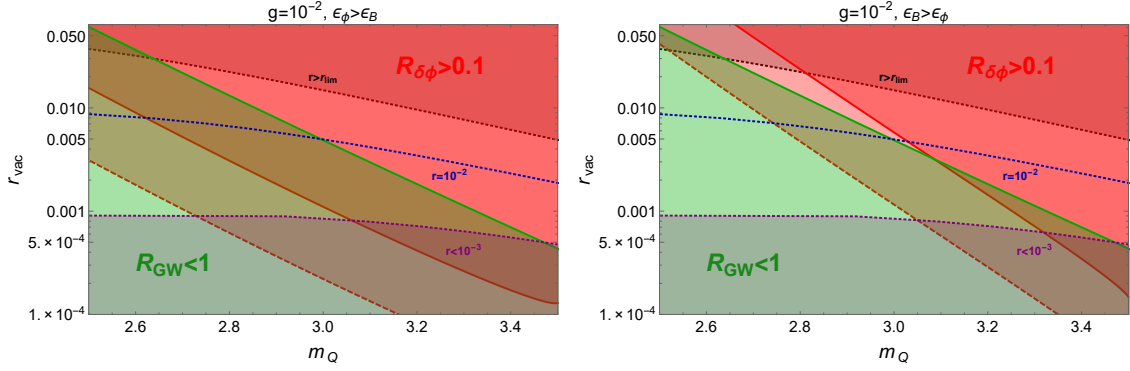 g=10⁻², ϵ_ϕ>ϵ_B
r_vac
0.050
0.010
0.005
0.001
5. × 10⁻⁴
1. × 10⁻⁴
R_δϕ>0.1
r>r_lim
r=10⁻²
r<10⁻³
R_GW<1
2.6 2.8 3.0 3.2 3.4
m_Q
g=10⁻², ϵ_B>ϵ_ϕ
r_vac
0.050
0.010
0.005
0.001
5. × 10⁻⁴
1. × 10⁻⁴
R_δϕ>0.1
r>r_lim
r=10⁻²
r<10⁻³
R_GW<1
2.6 2.8 3.0 3.2 3.4
m_Q